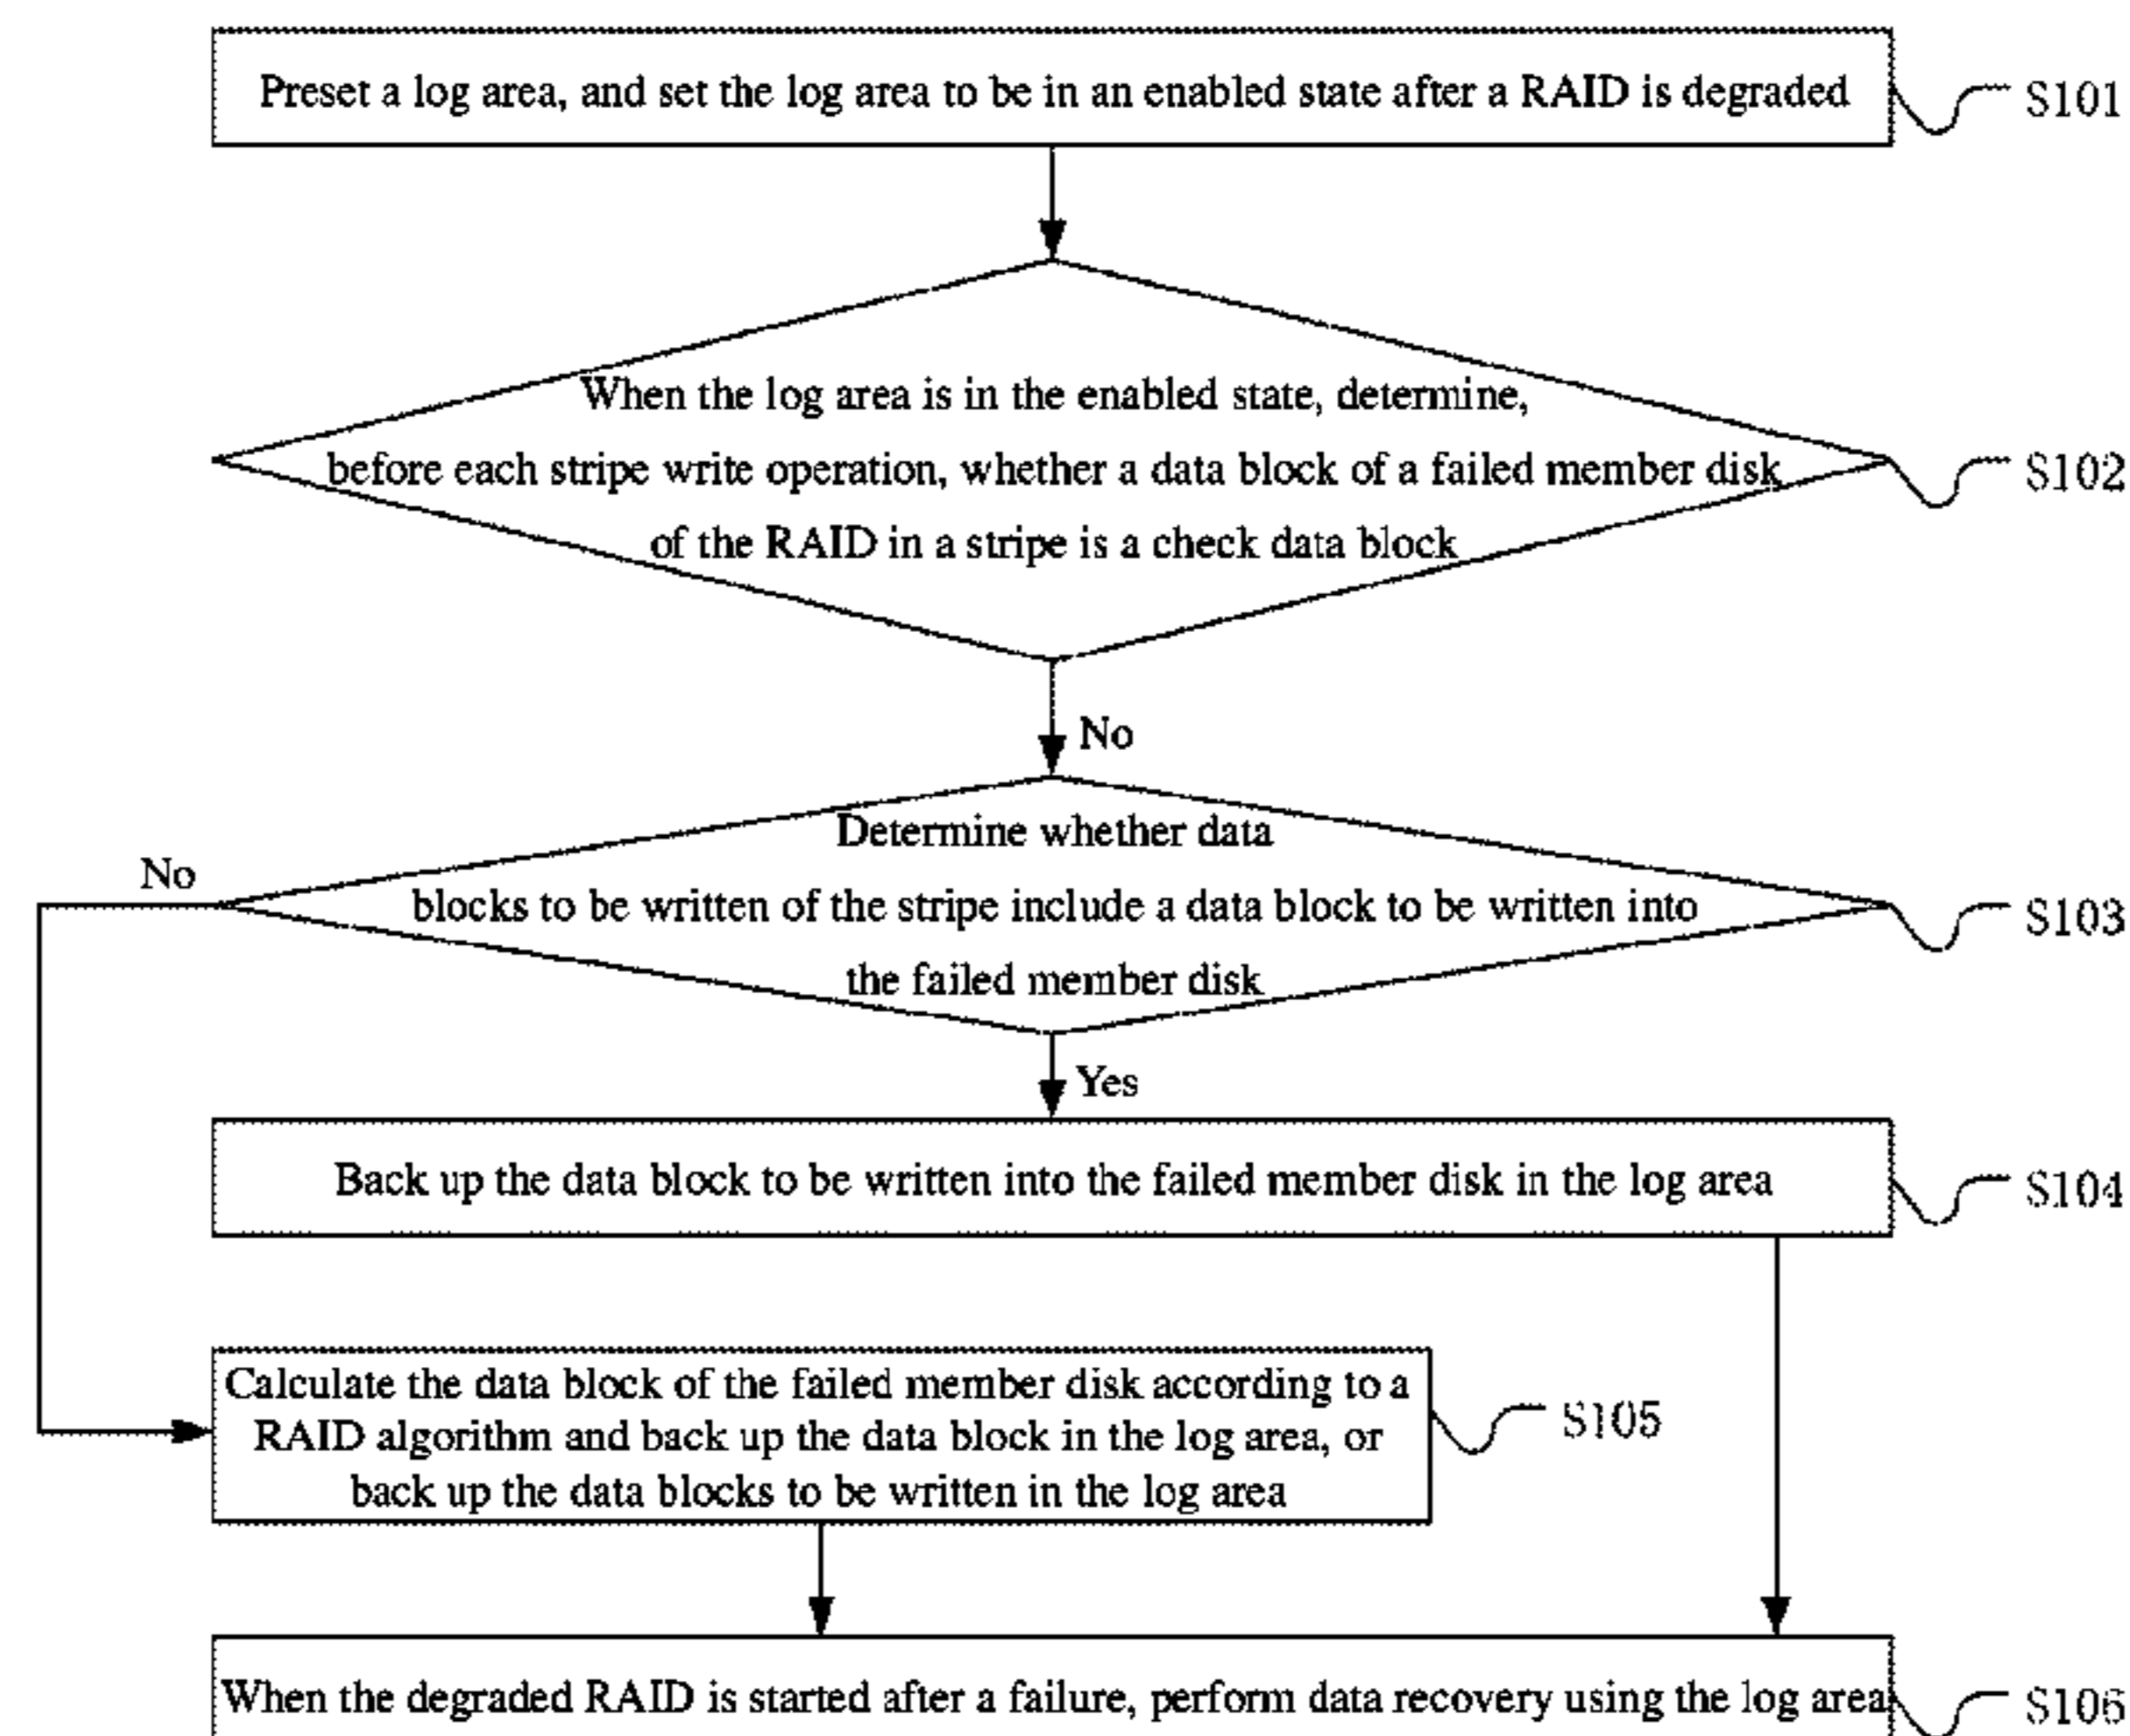 Preset a log area, and set the log area to be in an enabled state after a RAID is degraded
S101
When the log area is in the enabled state, determine,
before each stripe write operation, whether a data block of a failed member disk
of the RAID in a stripe is a check data block
S102
No
Determine whether data
blocks to be written of the stripe include a data block to be written into
the failed member disk
S103
No
Yes
Back up the data block to be written into the failed member disk in the log area
S104
Calculate the data block of the failed member disk according to a
RAID algorithm and back up the data block in the log area, or
back up the data blocks to be written in the log area
S105
When the degraded RAID is started after a failure, perform data recovery using the log area
S106